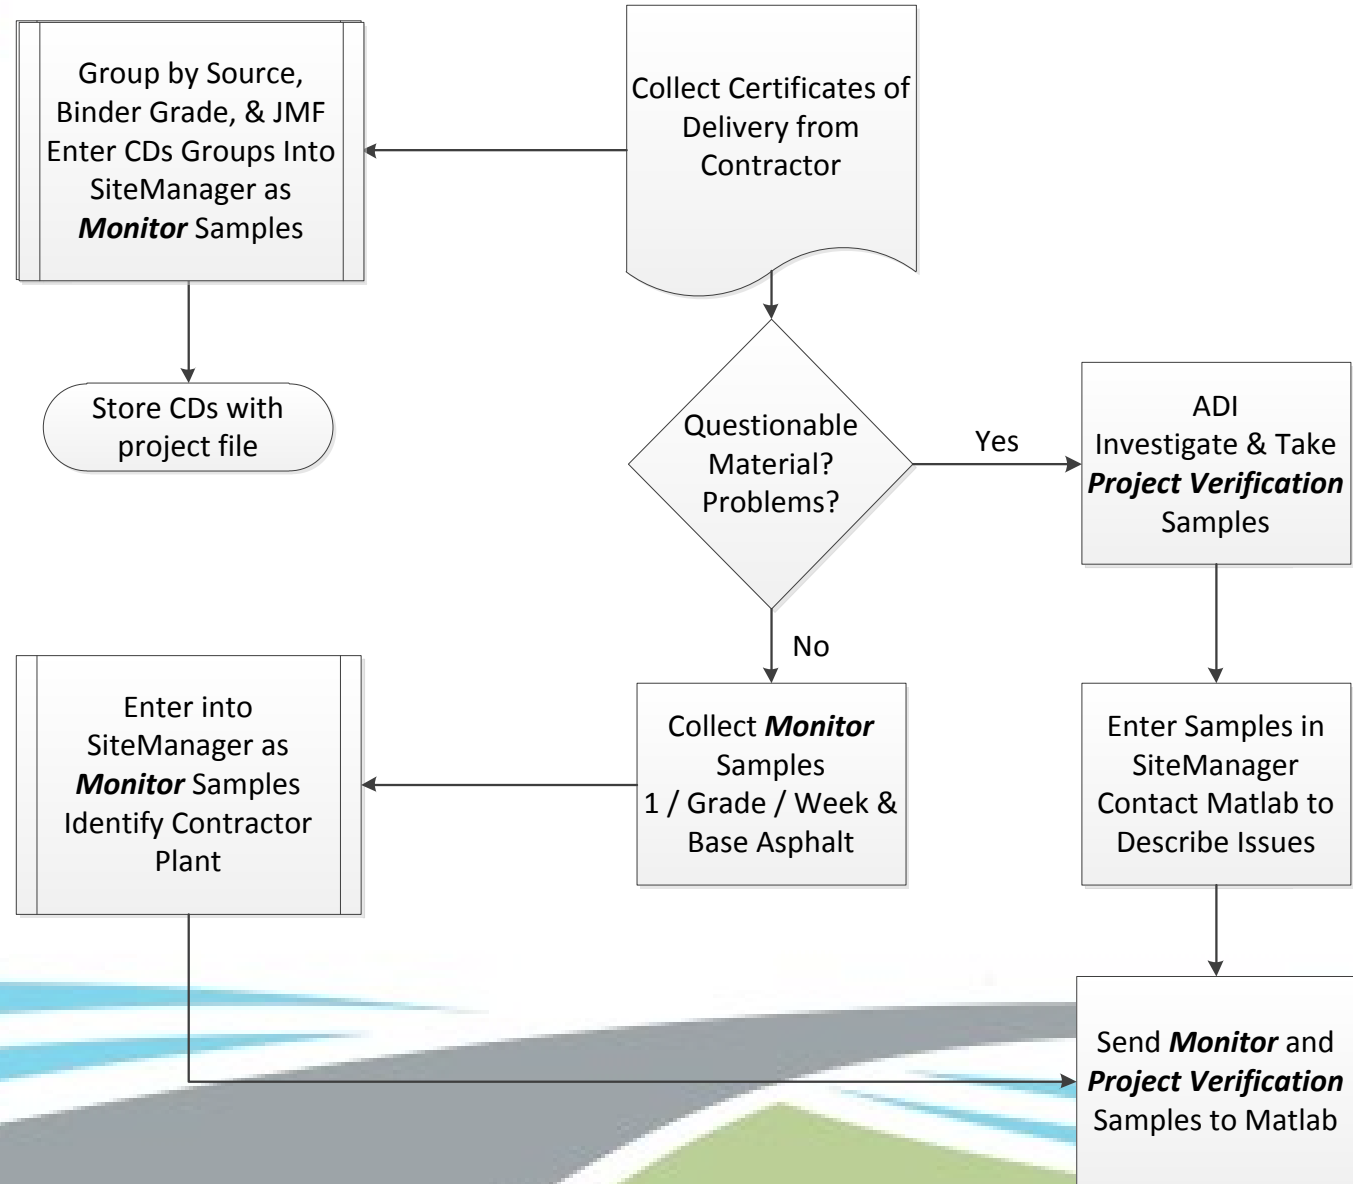 Group by Source,
Binder Grade, & JMF
Enter CDs Groups Into
SiteManager as
Monitor Samples
Collect Certificates of
Delivery from
Contractor
Store CDs with
project file
Questionable
Material?
Problems?
Yes
ADI
Investigate & Take
Project Verification
Samples
No
Enter into
SiteManager as
Monitor Samples
Identify Contractor
Plant
Collect Monitor
Samples
1 / Grade / Week &
Base Asphalt
Enter Samples in
SiteManager
Contact Matlab to
Describe Issues
Send Monitor and
Project Verification
Samples to Matlab